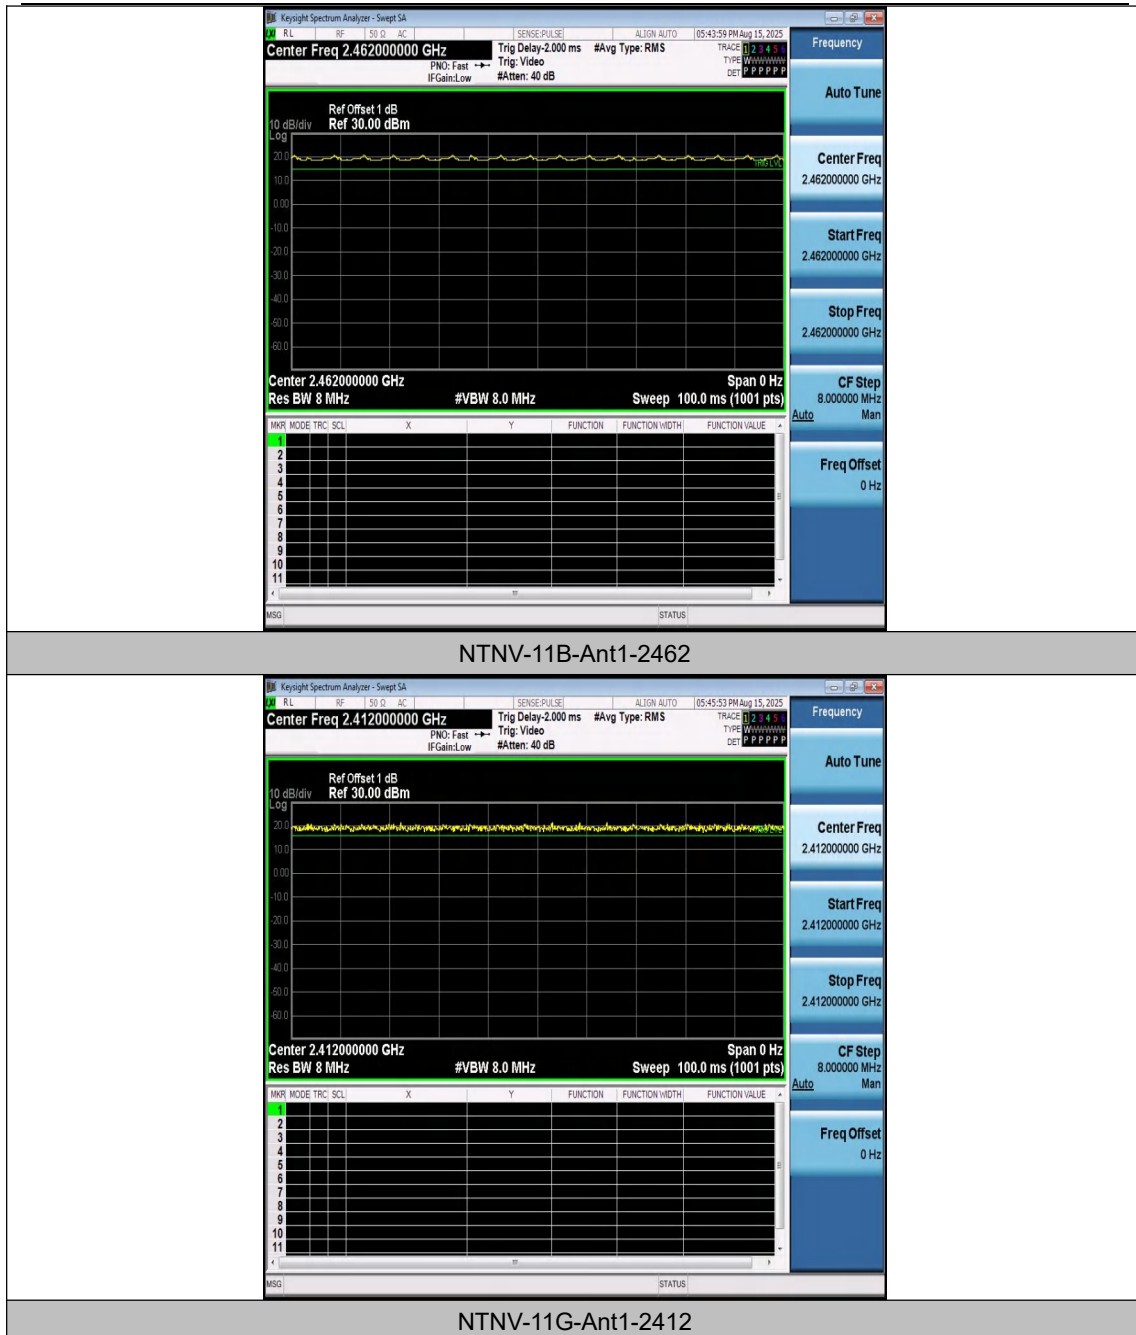 Keysight Spectrum Analyzer - Swept SA
RL RF 50 Ω AC SENSE:PULSE ALIGN AUTO 05:43:59 PM Aug 15, 2025
Center Freq 2.462000000 GHz Trig Delay-2.000 ms #Avg Type: RMS TRACE 1 2 3 4 5 6 Frequency
PNO: Fast Trig: Video TYPE W
IFGain:Low #Atten: 40 dB DET P P P P P P
Auto Tune
Ref Offset 1 dB
10 dB/div Ref 30.00 dBm
Log
20.0
TRIG LVL
10.0
0.00
-10.0
-20.0
-30.0
-40.0
-50.0
-60.0
Center Freq
2.462000000 GHz
Start Freq
2.462000000 GHz
Stop Freq
2.462000000 GHz
CF Step
8.000000 MHz
Auto Man
Freq Offset
0 Hz
Center 2.462000000 GHz Span 0 Hz
Res BW 8 MHz #VBW 8.0 MHz Sweep 100.0 ms (1001 pts)
MKR MODE TRC SCL X Y FUNCTION FUNCTION WIDTH FUNCTION VALUE
1
2
3
4
5
6
7
8
9
10
11
MSG STATUS
NTNV-11B-Ant1-2462
Keysight Spectrum Analyzer - Swept SA
RL RF 50 Ω AC SENSE:PULSE ALIGN AUTO 05:45:53 PM Aug 15, 2025
Center Freq 2.412000000 GHz Trig Delay-2.000 ms #Avg Type: RMS TRACE 1 2 3 4 5 6 Frequency
PNO: Fast Trig: Video TYPE W
IFGain:Low #Atten: 40 dB DET P P P P P P
Auto Tune
Ref Offset 1 dB
10 dB/div Ref 30.00 dBm
Log
20.0
10.0
0.00
-10.0
-20.0
-30.0
-40.0
-50.0
-60.0
Center Freq
2.412000000 GHz
Start Freq
2.412000000 GHz
Stop Freq
2.412000000 GHz
CF Step
8.000000 MHz
Auto Man
Freq Offset
0 Hz
Center 2.412000000 GHz Span 0 Hz
Res BW 8 MHz #VBW 8.0 MHz Sweep 100.0 ms (1001 pts)
MKR MODE TRC SCL X Y FUNCTION FUNCTION WIDTH FUNCTION VALUE
1
2
3
4
5
6
7
8
9
10
11
MSG STATUS
NTNV-11G-Ant1-2412